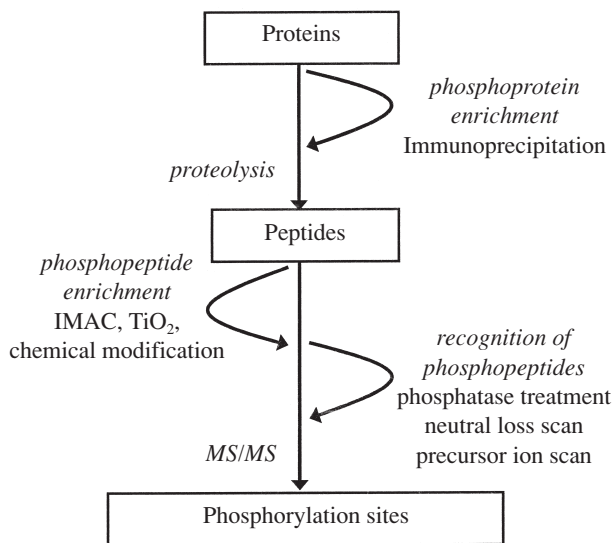 Proteins
phosphoprotein
enrichment
Immunoprecipitation
proteolysis
Peptides
phosphopeptide
enrichment
IMAC, TiO₂,
chemical modification
recognition of
phosphopeptides
phosphatase treatment
neutral loss scan
precursor ion scan
MS/MS
Phosphorylation sites